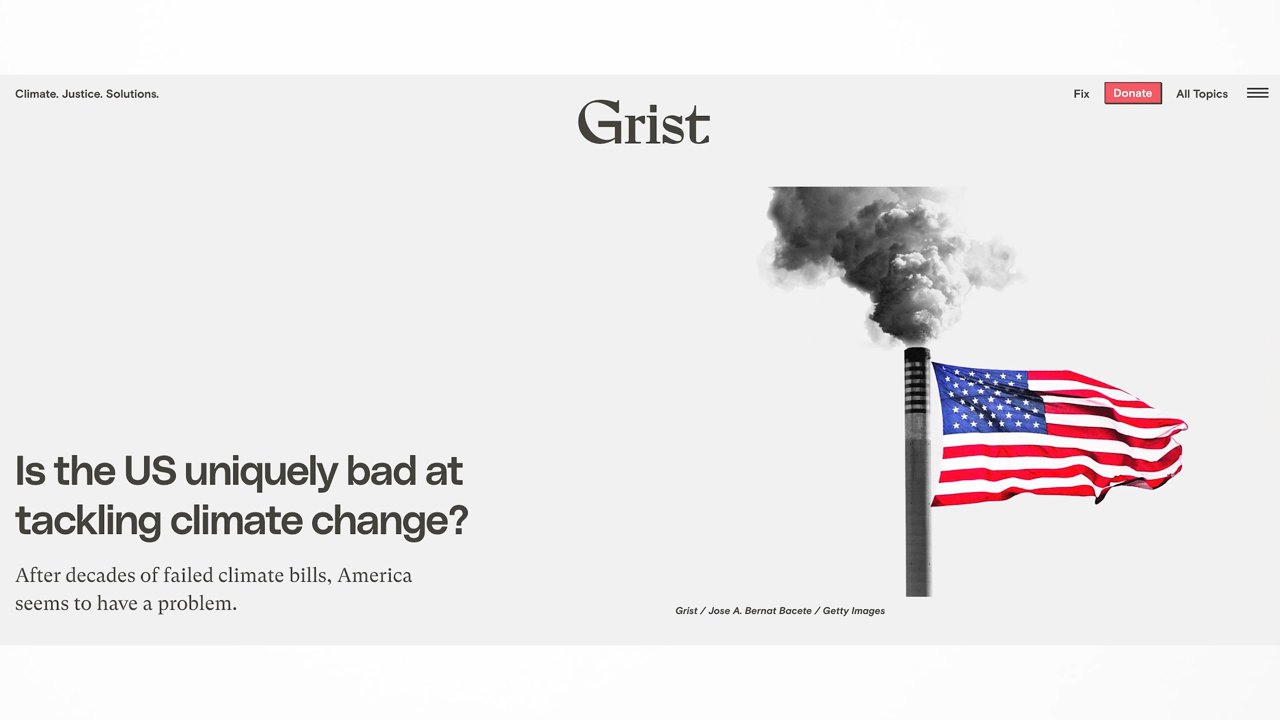 Climate. Justice. Solutions.
Grist
Fix
Donate
All Topics
Is the US uniquely bad at
tackling climate change?
After decades of failed climate bills, America
seems to have a problem.
Grist / Jose A. Bernat Bacete / Getty Images